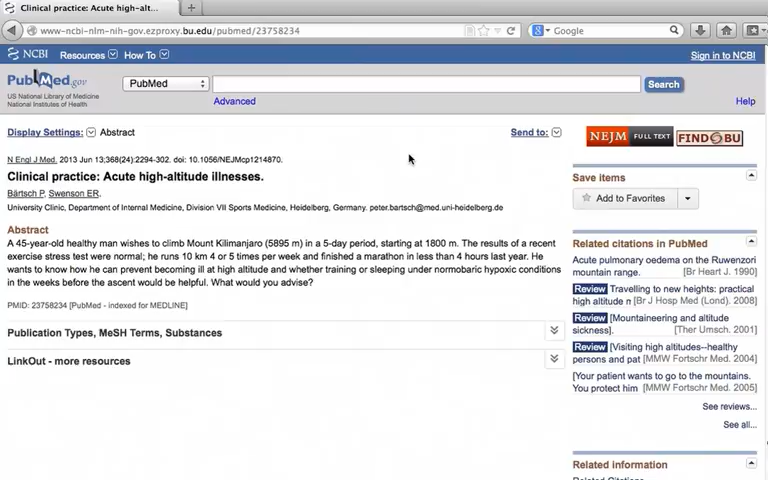 Clinical practice: Acute high-alt...
www-ncbi-nlm-nih-gov.ezproxy.bu.edu/pubmed/23758234
Google
NCBI Resources How To Sign in to NCBI
PubMed.gov
US National Library of Medicine
National Institutes of Health
PubMed
Search
Advanced
Help
Display Settings: Abstract
Send to:
NEJM FULL TEXT
FIND@BU
N Engl J Med. 2013 Jun 13;368(24):2294-302. doi: 10.1056/NEJMcp1214870.
Clinical practice: Acute high-altitude illnesses.
Bärtsch P, Swenson ER.
University Clinic, Department of Internal Medicine, Division VII Sports Medicine, Heidelberg, Germany. peter.bartsch@med.uni-heidelberg.de
Abstract
A 45-year-old healthy man wishes to climb Mount Kilimanjaro (5895 m) in a 5-day period, starting at 1800 m. The results of a recent
exercise stress test were normal; he runs 10 km 4 or 5 times per week and finished a marathon in less than 4 hours last year. He
wants to know how he can prevent becoming ill at high altitude and whether training or sleeping under normobaric hypoxic conditions
in the weeks before the ascent would be helpful. What would you advise?
PMID: 23758234 [PubMed - indexed for MEDLINE]
Publication Types, MeSH Terms, Substances
LinkOut - more resources
Save items
Add to Favorites
Related citations in PubMed
Acute pulmonary oedema on the Ruwenzori
mountain range. [Br Heart J. 1990]
Review Travelling to new heights: practical
high altitude n [Br J Hosp Med (Lond). 2008]
Review [Mountaineering and altitude
sickness]. [Ther Umsch. 2001]
Review [Visiting high altitudes--healthy
persons and pat [MMW Fortschr Med. 2004]
[Your patient wants to go to the mountains.
You protect him [MMW Fortschr Med. 2005]
See reviews...
See all...
Related information
Related Citations